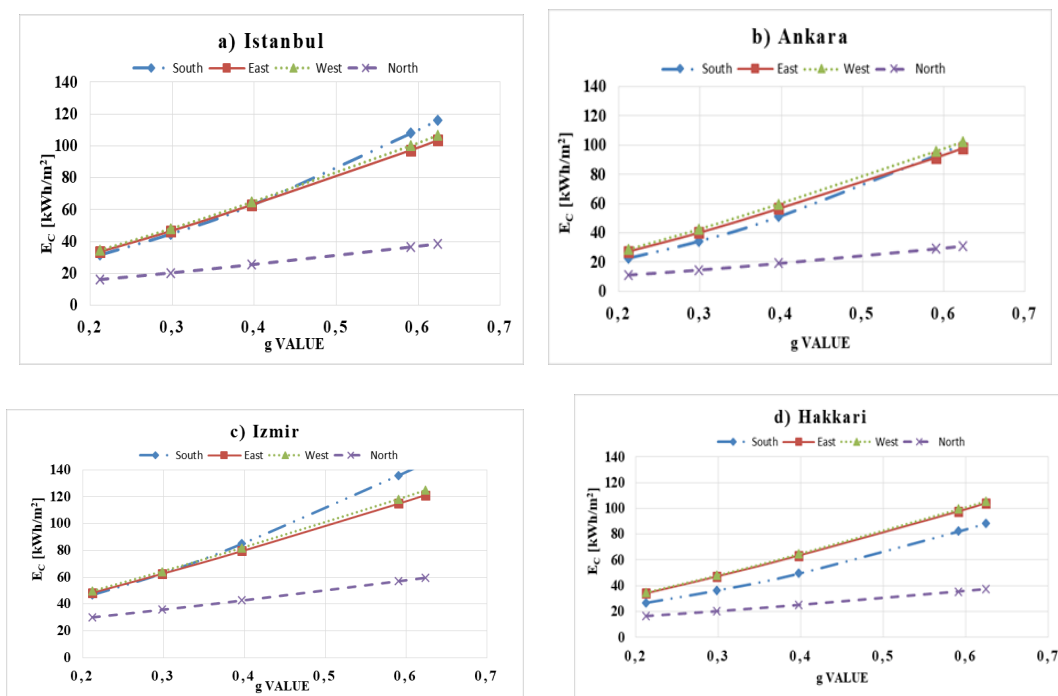 a) Istanbul
South East West North
140
120
100
80
60
40
20
0
E_C [kWh/m²]
0,2 0,3 0,4 0,5 0,6 0,7
g VALUE
b) Ankara
South East West North
140
120
100
80
60
40
20
0
E_C [kWh/m²]
0,2 0,3 0,4 0,5 0,6 0,7
g VALUE
c) Izmir
South East West North
140
120
100
80
60
40
20
0
E_C [kWh/m²]
0,2 0,3 0,4 0,5 0,6 0,7
g VALUE
d) Hakkari
South East West North
140
120
100
80
60
40
20
0
E_C [kWh/m²]
0,2 0,3 0,4 0,5 0,6 0,7
g VALUE